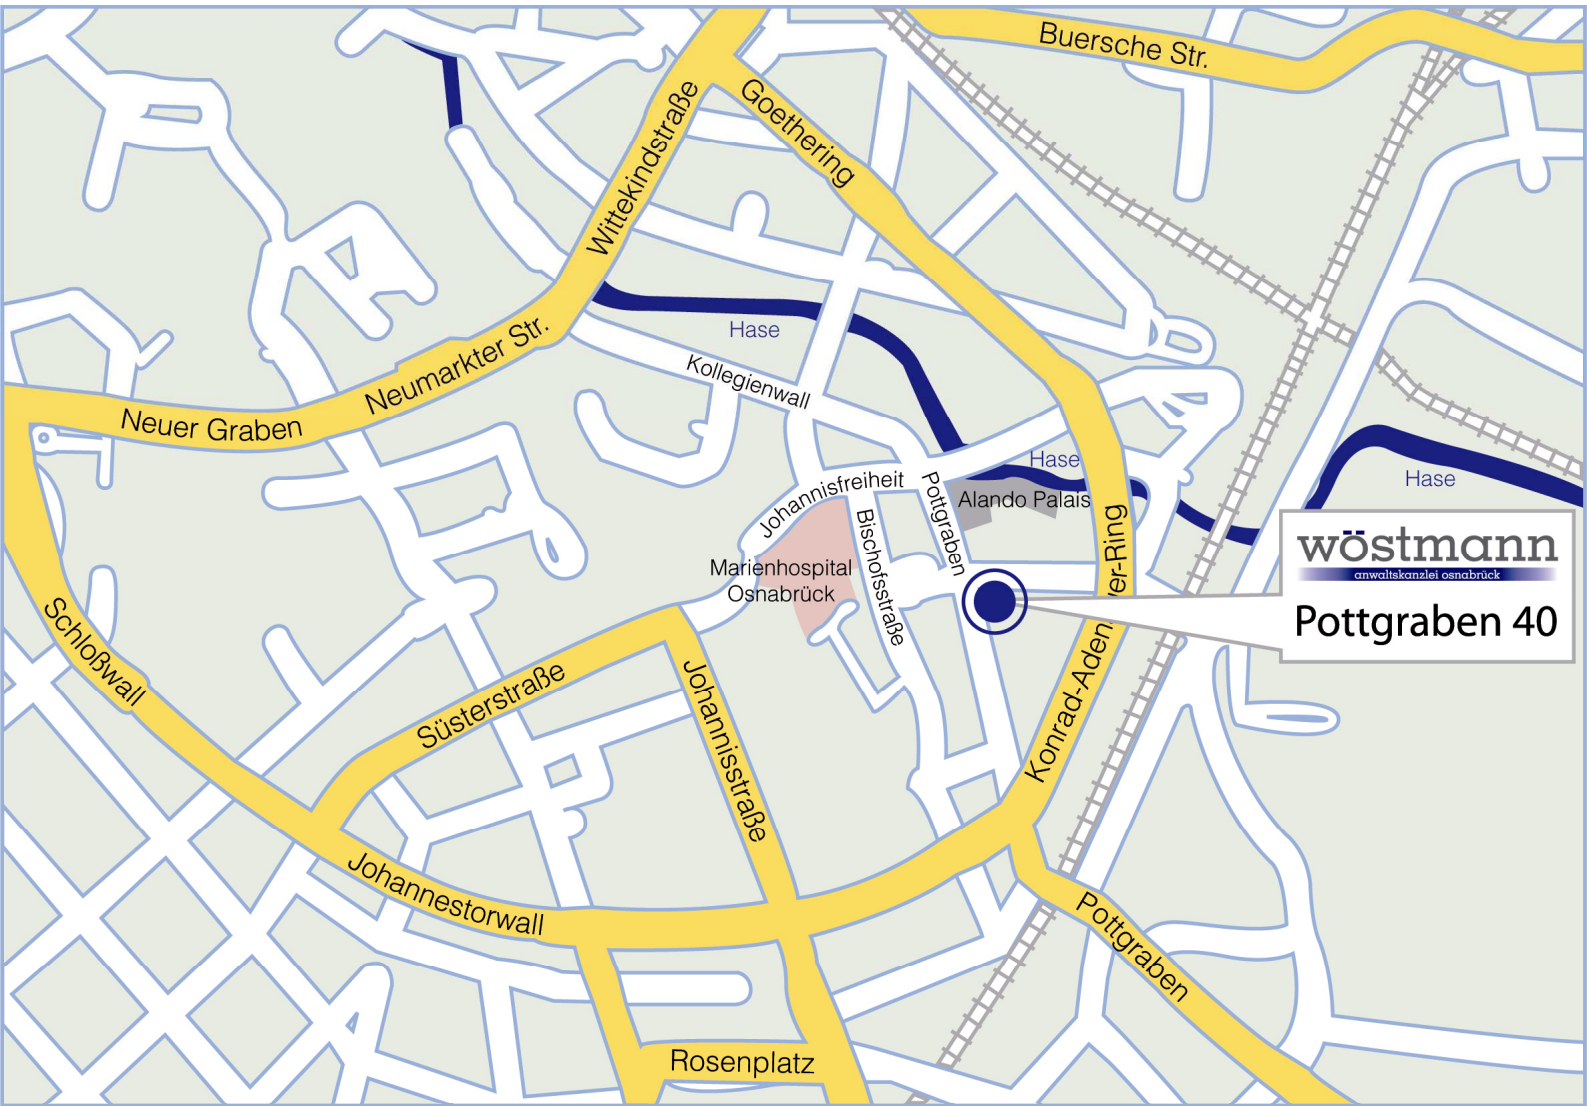 Buersche Str.
Goethering
Wittekindstraße
Hase
Neumarkter Str.
Kollegienwall
Neuer Graben
Hase
Hase
Johannisfreiheit
Pottgraben
Alando Palais
Bischofsstraße
wöstmann
anwaltskanzlei osnabrück
Pottgraben 40
Marienhospital
Osnabrück
Schloßwall
Süsterstraße
Johannisstraße
Konrad-Aden er-Ring
Johannestorwall
Pottgraben
Rosenplatz